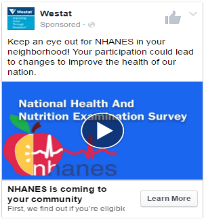 Westat
Westat
Sponsored ·
Keep an eye out for NHANES in your
neighborhood! Your participation could lead
to changes to improve the health of our
nation.
National Health And
Nutrition Examination Survey
nhanes
NHANES is coming to
your community
First, we find out if you're eligible
Learn More